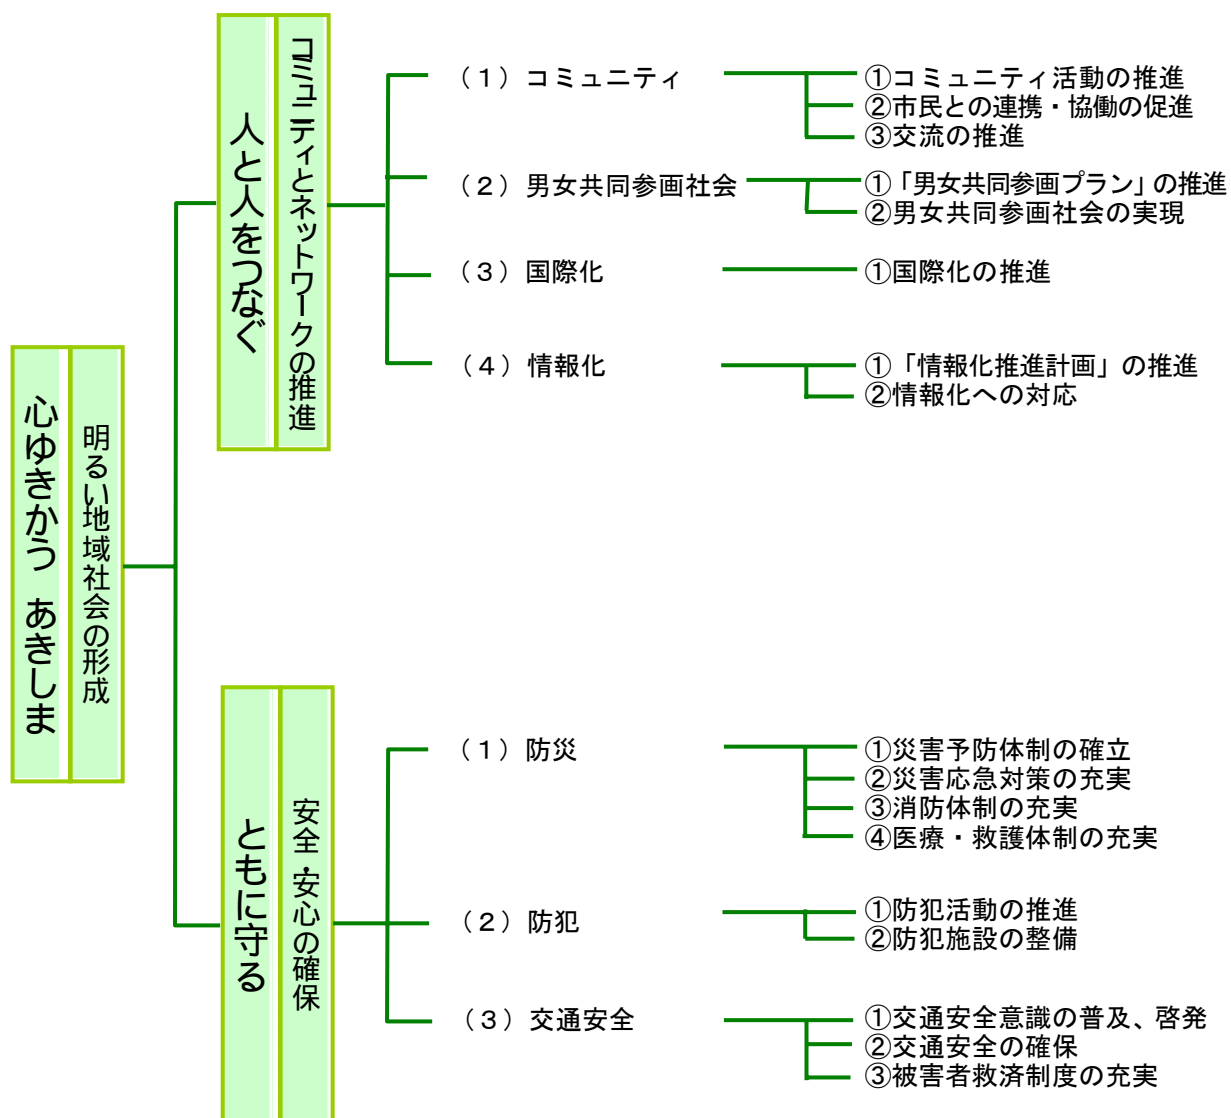 心ゆきかう あきしま
明るい地域社会の形成
人と人をつなぐ
コミュニティとネットワークの推進
(1)コミュニティ
①コミュニティ活動の推進
②市民との連携・協働の促進
③交流の推進
(2)男女共同参画社会
①「男女共同参画プラン」の推進
②男女共同参画社会の実現
(3)国際化
①国際化の推進
(4)情報化
①「情報化推進計画」の推進
②情報化への対応
ともに守る
安全・安心の確保
(1)防災
①災害予防体制の確立
②災害応急対策の充実
③消防体制の充実
④医療・救護体制の充実
(2)防犯
①防犯活動の推進
②防犯施設の整備
(3)交通安全
①交通安全意識の普及、啓発
②交通安全の確保
③被害者救済制度の充実